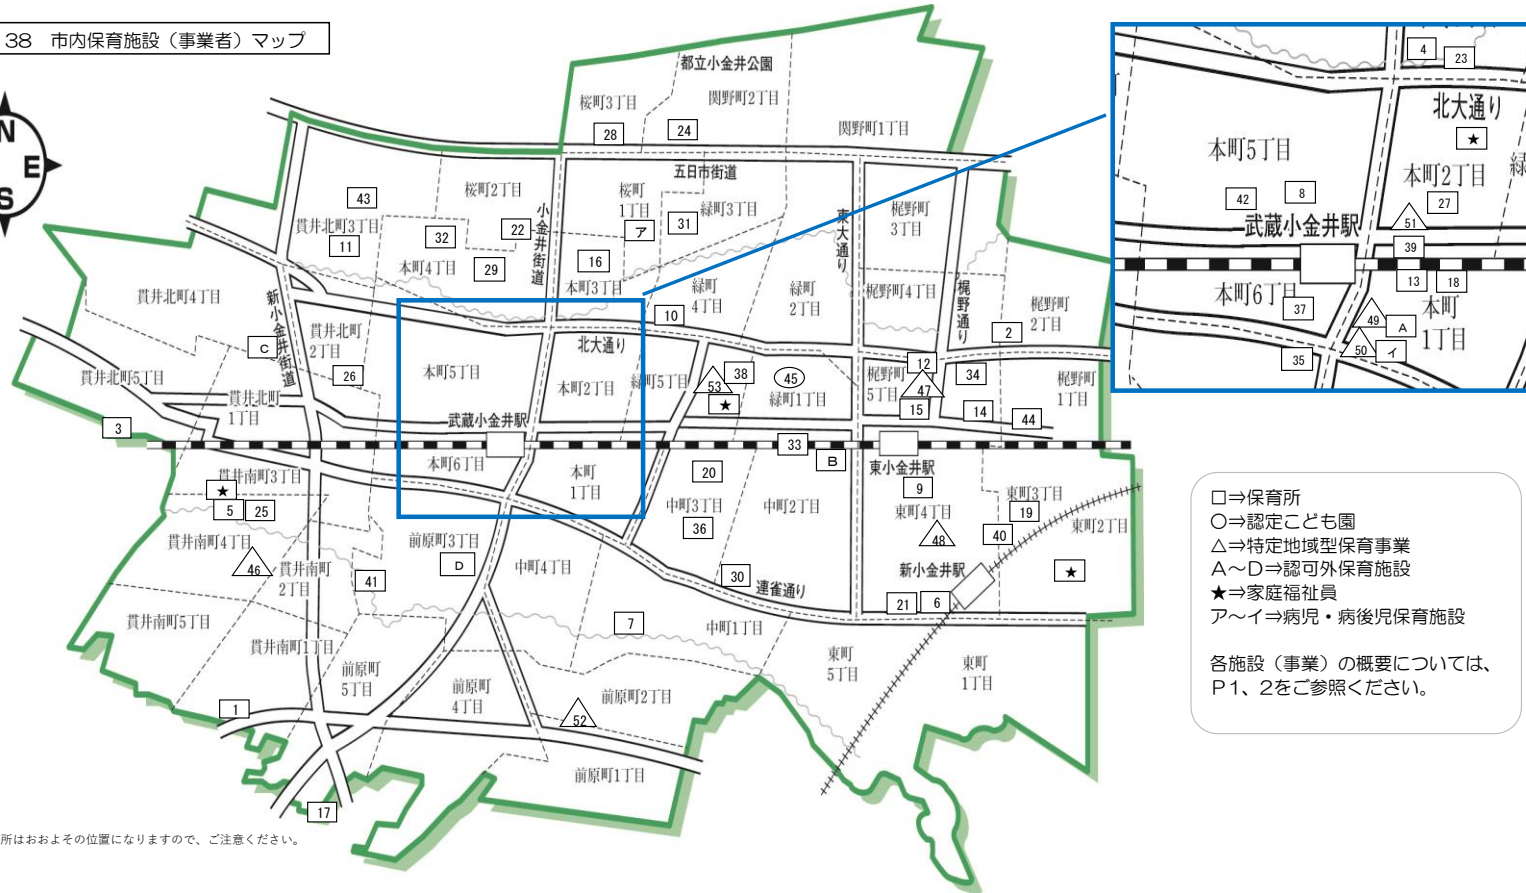 38 市内保育施設（事業者）マップ
N
E
S
都立小金井公園
桜町3丁目
関野町2丁目
関野町1丁目
28
24
五日市街道
43
桜町2丁目
桜町
1丁目
緑町3丁目
梶野町
3丁目
貫井北町3丁目
11
32
22
小金井街道
ア
31
東大通り
本町4丁目
29
16
本町3丁目
貫井北町4丁目
新小金井街道
緑町
4丁目
緑町
2丁目
梶野町4丁目
梶野通り
梶野町
2丁目
10
2
貫井北町
2丁目
C
26
北大通り
本町5丁目
本町2丁目
緑町5丁目
53
38
45
★
緑町1丁目
12
47
梶野町
5丁目
15
34
14
44
梶野町
1丁目
貫井北町5丁目
貫井北町
1丁目
3
武蔵小金井駅
33
B
東小金井駅
本町6丁目
本町
1丁目
貫井南町3丁目
★
5
25
20
中町3丁目
36
中町2丁目
9
東町4丁目
48
東町3丁目
19
40
東町2丁目
★
貫井南町4丁目
46
貫井南町
2丁目
41
前原町3丁目
D
中町4丁目
30
連雀通り
新小金井駅
21
6
貫井南町5丁目
貫井南町1丁目
7
中町1丁目
前原町
5丁目
前原町
4丁目
前原町2丁目
52
東町
5丁目
東町
1丁目
1
前原町1丁目
17
所はおおよその位置になりますので、ご注意ください。
4
23
北大通り
★
本町5丁目
本町2丁目
緑
42
8
27
51
武蔵小金井駅
39
13
18
本町6丁目
37
49
A
本町
1丁目
50
イ
35
□⇒保育所
○⇒認定こども園
△⇒特定地域型保育事業
A～D⇒認可外保育施設
★⇒家庭福祉員
ア～イ⇒病児・病後児保育施設
各施設（事業）の概要については、
P1、2をご参照ください。